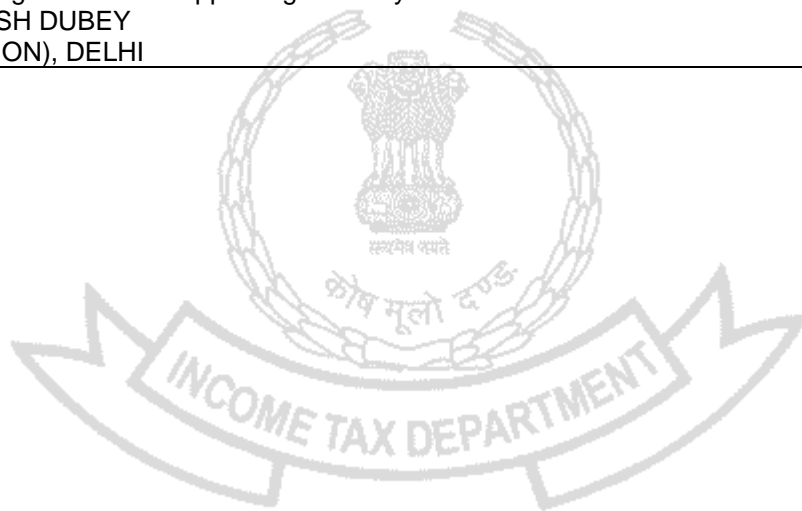 SH DUBEY
ON), DELHI
सत्यमेव जयते
कोष मूलो दण्डः
INCOME TAX DEPARTMENT